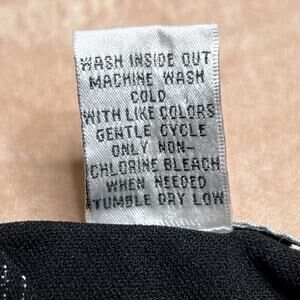 WASH INSIDE OUT
MACHINE WASH
COLD
WITH LIKE COLORS
GENTLE CYCLE
ONLY NON-
CHLORINE BLEACH
WHEN NEEDED
TUMBLE DRY LOW